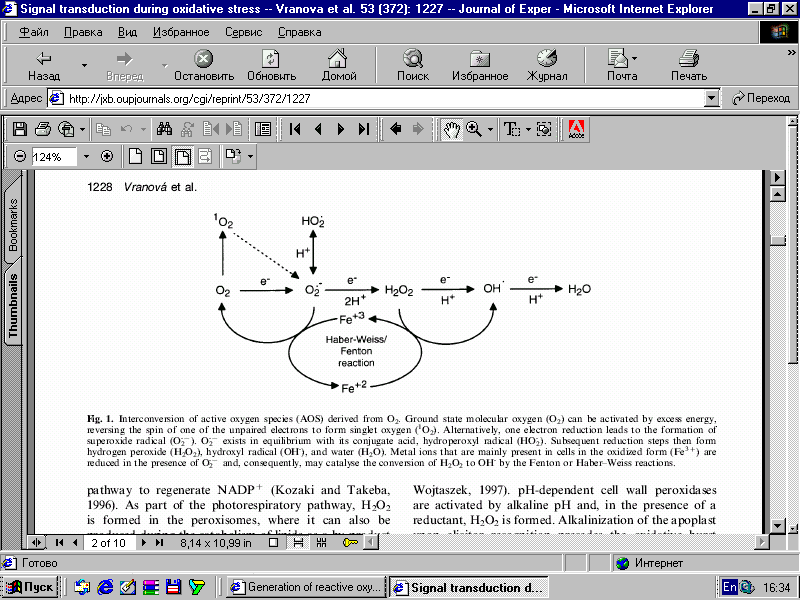 Signal transduction during oxidative stress -- Vranova et al. 53 (372): 1227 -- Journal of Exper - Microsoft Internet Explorer
Файл Правка Вид Избранное Сервис Справка
Назад Вперед Остановить Обновить Домой Поиск Избранное Журнал Почта Печать
Адрес http://jxb.oupjournals.org/cgi/reprint/53/372/1227 Переход
Adobe
124%
Bookmarks
Thumbnails
1228 Vranová et al.
¹O₂ HO₂˙
H⁺
O₂ e⁻ O₂˙⁻ e⁻ H₂O₂ e⁻ OH˙ e⁻ H₂O
2H⁺ H⁺ H⁺
Fe⁺³
Haber-Weiss/
Fenton
reaction
Fe⁺²
Fig. 1. Interconversion of active oxygen species (AOS) derived from O₂. Ground state molecular oxygen (O₂) can be activated by excess energy,
reversing the spin of one of the unpaired electrons to form singlet oxygen (¹O₂). Alternatively, one electron reduction leads to the formation of
superoxide radical (O₂˙⁻). O₂˙⁻ exists in equilibrium with its conjugate acid, hydroperoxyl radical (HO₂˙). Subsequent reduction steps then form
hydrogen peroxide (H₂O₂), hydroxyl radical (OH˙), and water (H₂O). Metal ions that are mainly present in cells in the oxidized form (Fe³⁺) are
reduced in the presence of O₂˙⁻ and, consequently, may catalyse the conversion of H₂O₂ to OH˙ by the Fenton or Haber–Weiss reactions.
pathway to regenerate NADP⁺ (Kozaki and Takeba,
1996). As part of the photorespiratory pathway, H₂O₂
is formed in the peroxisomes, where it can also be
Wojtaszek, 1997). pH-dependent cell wall peroxidases
are activated by alkaline pH and, in the presence of a
reductant, H₂O₂ is formed. Alkalinization of the apoplast
2 of 10 8,14 x 10,99 in
Готово Интернет
Пуск Generation of reactive oxy... Signal transduction d... En 16:34